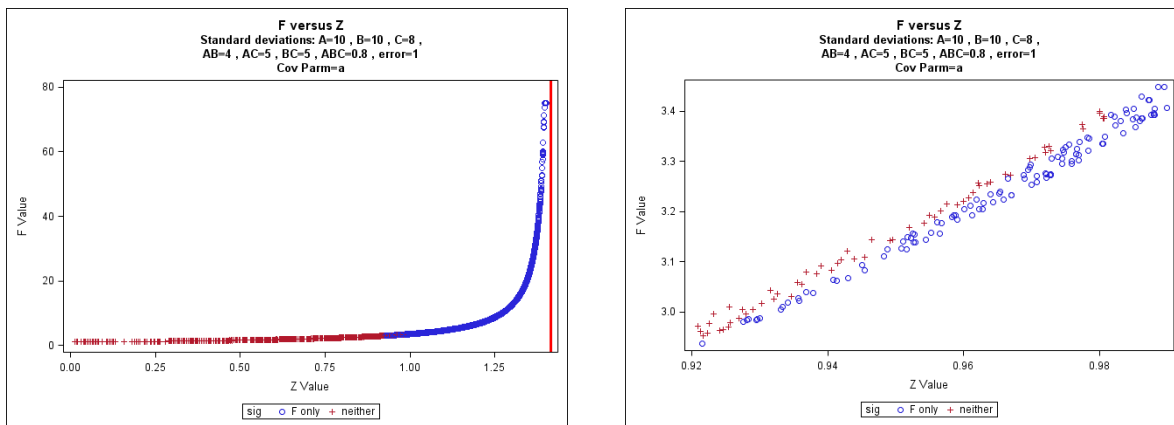 F versus Z
Standard deviations: A=10 , B=10 , C=8 ,
AB=4 , AC=5 , BC=5 , ABC=0.8 , error=1
Cov Parm=a
80
60
40
20
0
F Value
0.00 0.25 0.50 0.75 1.00 1.25
Z Value
sig F only neither
F versus Z
Standard deviations: A=10 , B=10 , C=8 ,
AB=4 , AC=5 , BC=5 , ABC=0.8 , error=1
Cov Parm=a
3.4
3.3
3.2
3.1
3.0
F Value
0.92 0.94 0.96 0.98
Z Value
sig F only neither